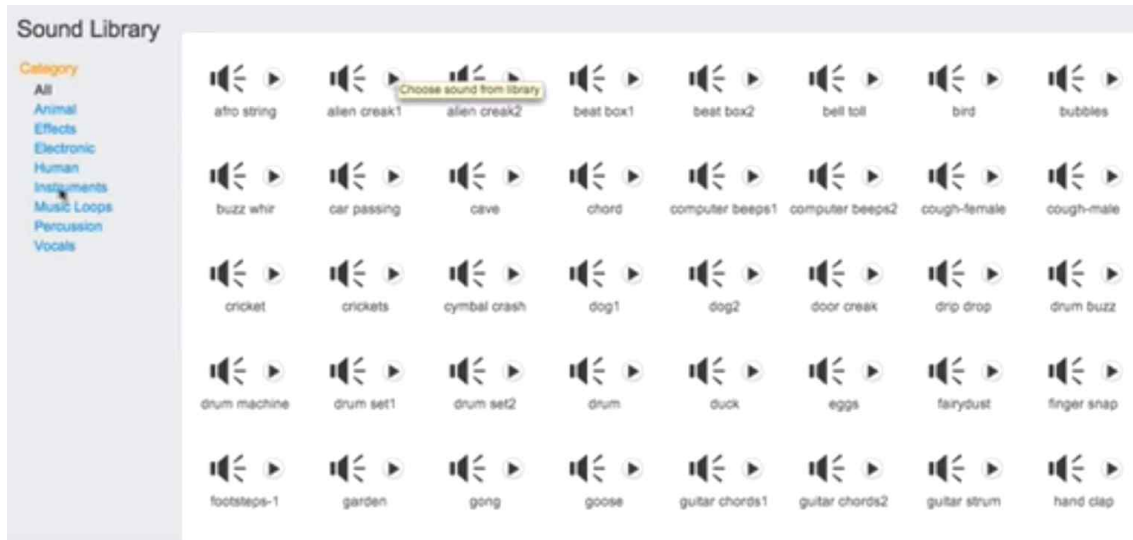 Sound Library
Category
All
Animal
Effects
Electronic
Human
Instruments
Music Loops
Percussion
Vocals
Choose sound from library
afro string alien creak1 alien creak2 beat box1 beat box2 bell toll bird bubbles
buzz whir car passing cave chord computer beeps1 computer beeps2 cough-female cough-male
cricket crickets cymbal crash dog1 dog2 door creak drip drop drum buzz
drum machine drum set1 drum set2 drum duck eggs fairydust finger snap
footsteps-1 garden gong goose guitar chords1 guitar chords2 guitar strum hand clap